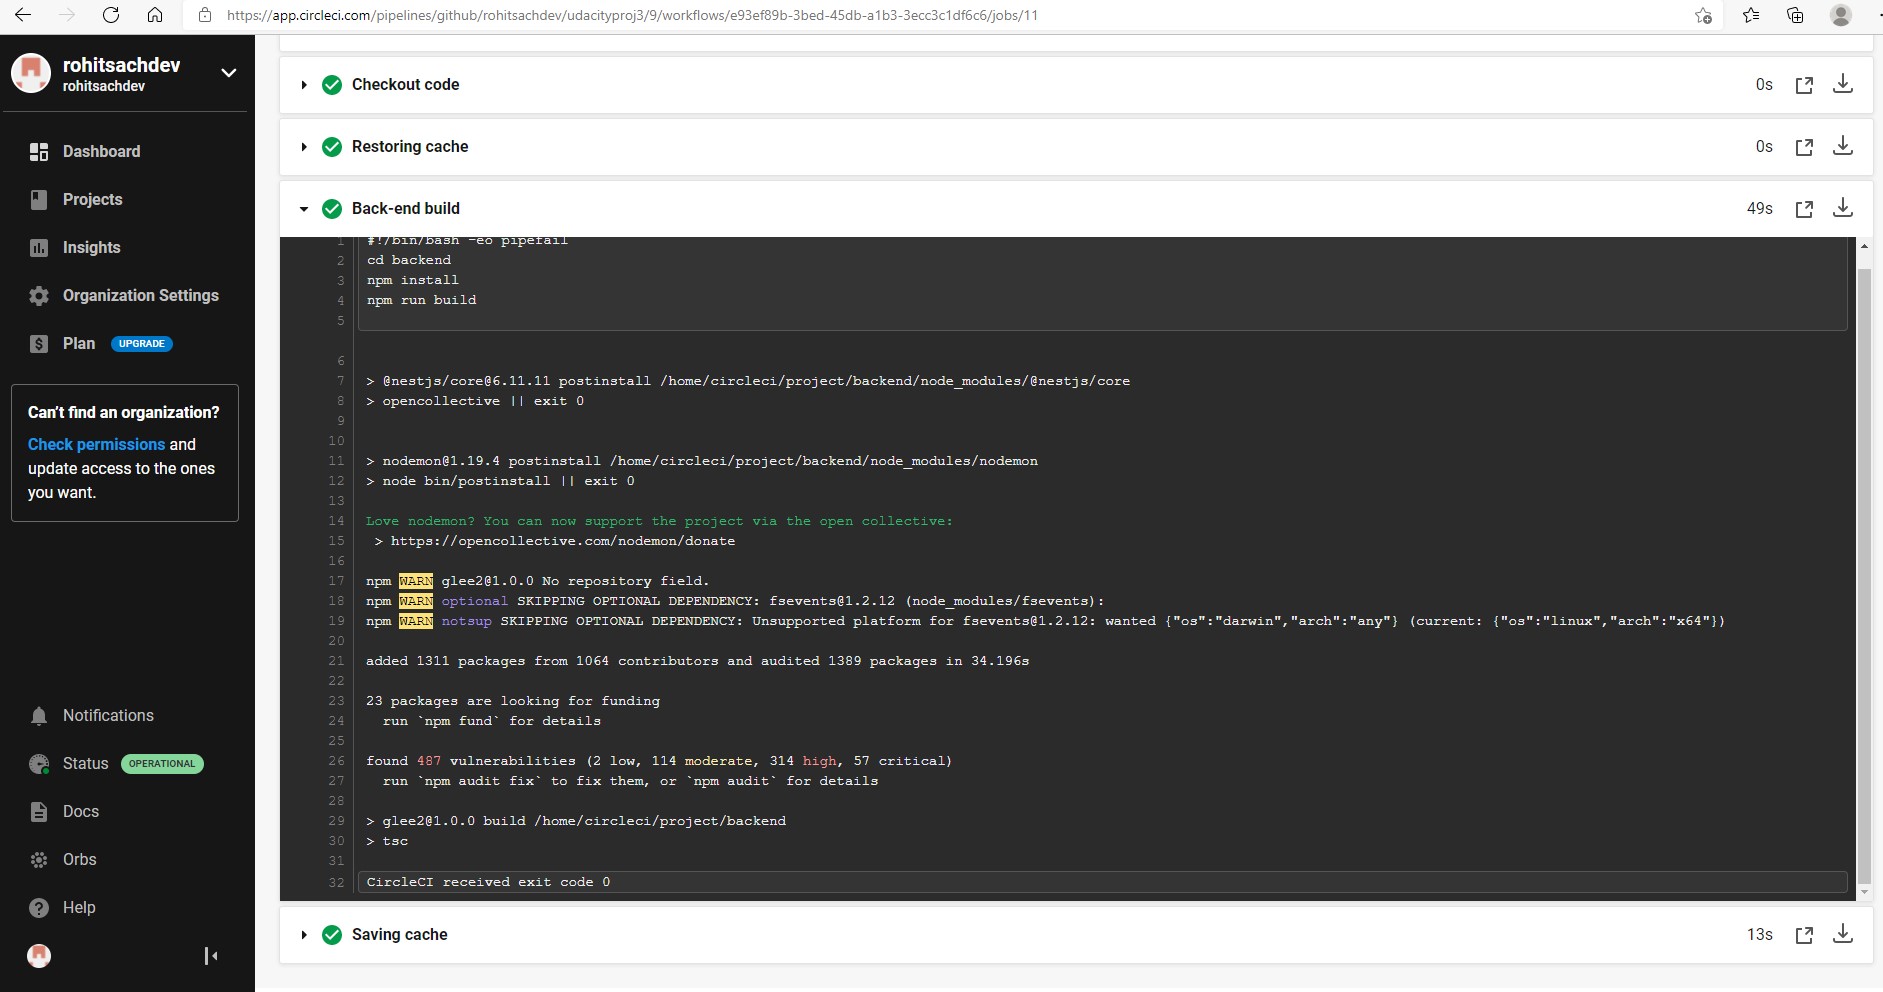 https://app.circleci.com/pipelines/github/rohitsachdev/udacityproj3/9/workflows/e93ef89b-3bed-45db-a1b3-3ecc3c1df6c6/jobs/11
rohitsachdev
rohitsachdev
Dashboard
Projects
Insights
Organization Settings
Plan UPGRADE
Can't find an organization?
Check permissions and
update access to the ones
you want.
Notifications
Status OPERATIONAL
Docs
Orbs
Help
Checkout code 0s
Restoring cache 0s
Back-end build 49s
1 #!/bin/bash -eo pipefail
2 cd backend
3 npm install
4 npm run build
5
6
7 > @nestjs/core@6.11.11 postinstall /home/circleci/project/backend/node_modules/@nestjs/core
8 > opencollective || exit 0
9
10
11 > nodemon@1.19.4 postinstall /home/circleci/project/backend/node_modules/nodemon
12 > node bin/postinstall || exit 0
13
14 Love nodemon? You can now support the project via the open collective:
15 > https://opencollective.com/nodemon/donate
16
17 npm WARN glee2@1.0.0 No repository field.
18 npm WARN optional SKIPPING OPTIONAL DEPENDENCY: fsevents@1.2.12 (node_modules/fsevents):
19 npm WARN notsup SKIPPING OPTIONAL DEPENDENCY: Unsupported platform for fsevents@1.2.12: wanted {"os":"darwin","arch":"any"} (current: {"os":"linux","arch":"x64"})
20
21 added 1311 packages from 1064 contributors and audited 1389 packages in 34.196s
22
23 23 packages are looking for funding
24 run `npm fund` for details
25
26 found 487 vulnerabilities (2 low, 114 moderate, 314 high, 57 critical)
27 run `npm audit fix` to fix them, or `npm audit` for details
28
29 > glee2@1.0.0 build /home/circleci/project/backend
30 > tsc
31
32 CircleCI received exit code 0
Saving cache 13s